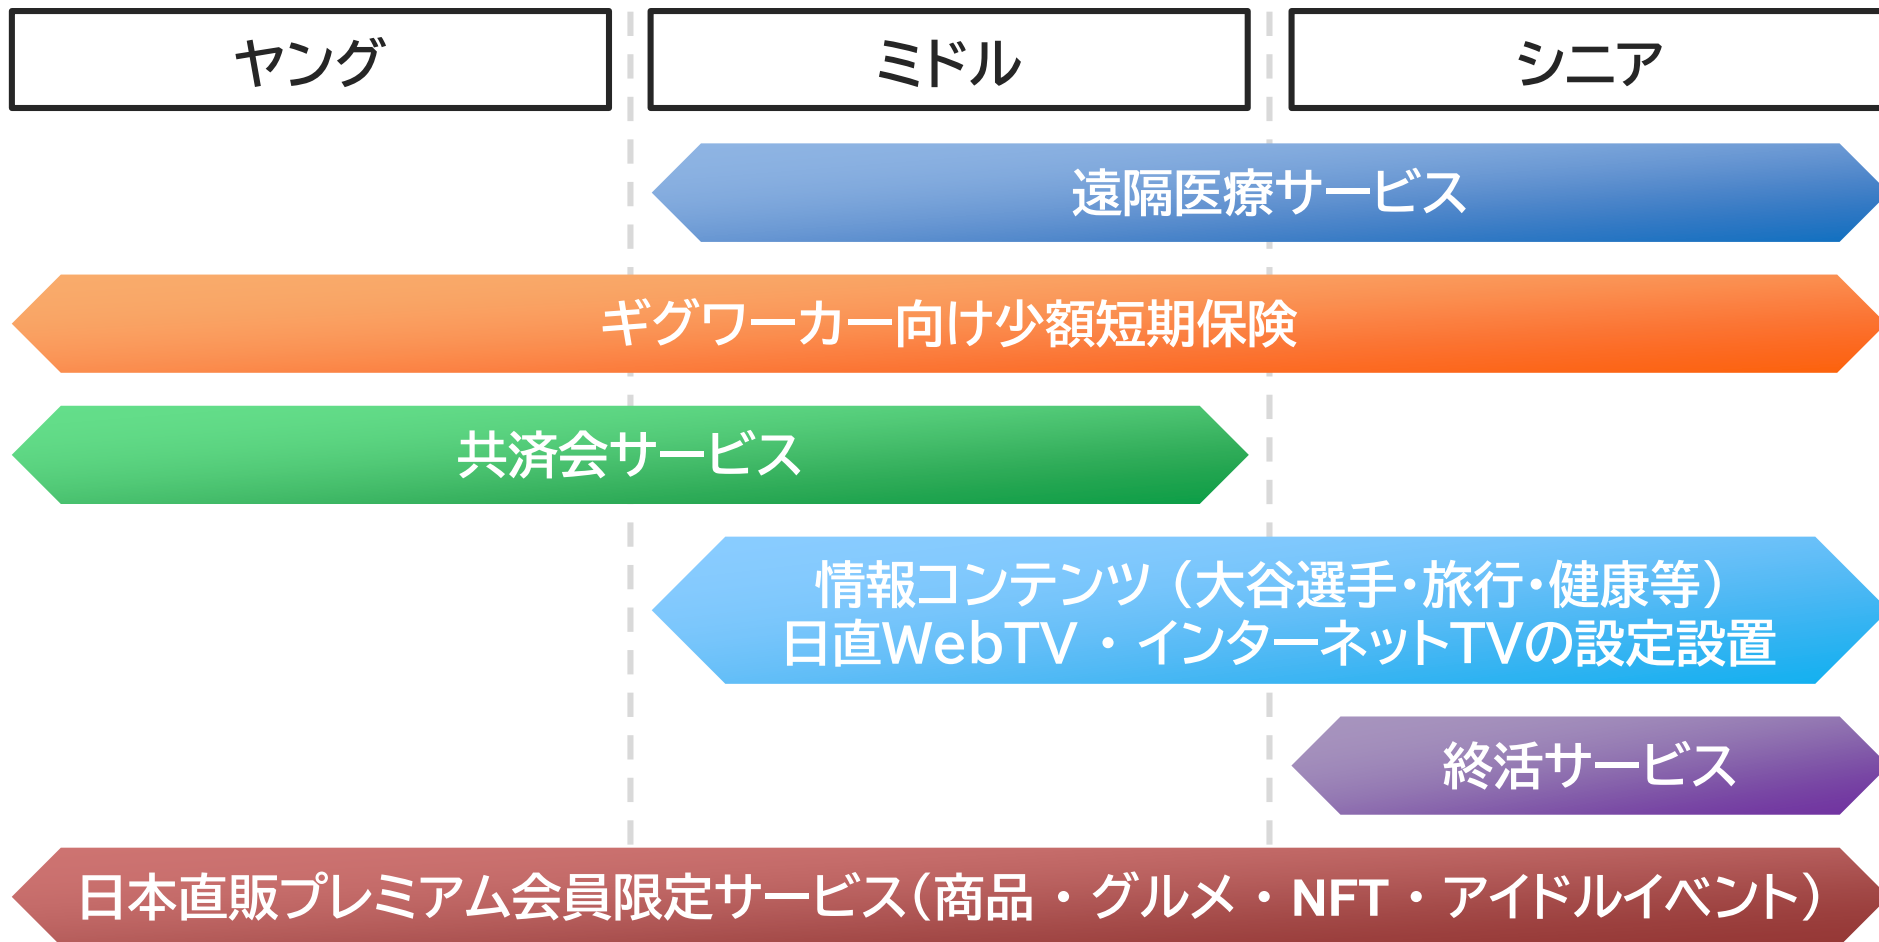 ヤング
ミドル
シニア
遠隔医療サービス
ギグワーカー向け少額短期保険
共済会サービス
情報コンテンツ（大谷選手・旅行・健康等）
日直WebTV ・ インターネットTVの設定設置
終活サービス
日本直販プレミアム会員限定サービス（商品 ・ グルメ ・ NFT ・ アイドルイベント）